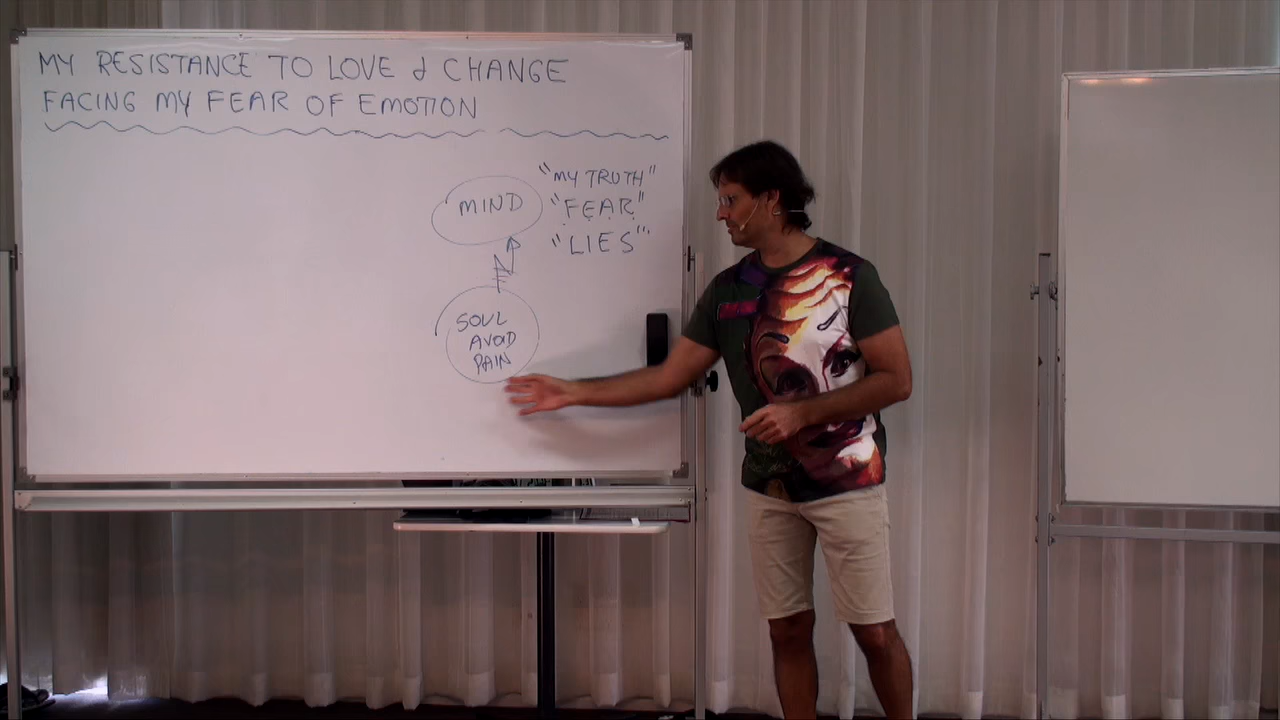 MY RESISTANCE TO LOVE & CHANGE
FACING MY FEAR OF EMOTION
"MY TRUTH"
MIND
"FEAR"
"LIES"
SOUL
AVOID
PAIN